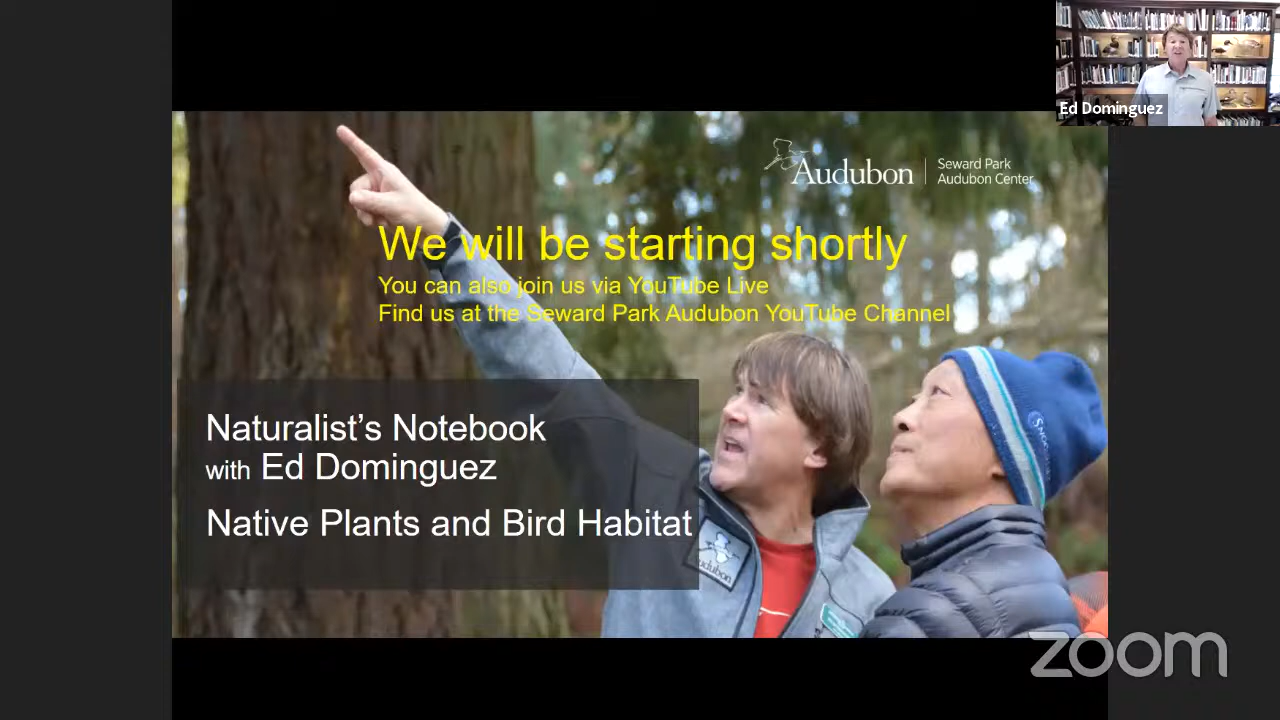 Ed Dominguez
Audubon
Seward Park
Audubon Center
We will be starting shortly
You can also join us via YouTube Live
Find us at the Seward Park Audubon YouTube Channel
Naturalist's Notebook
with Ed Dominguez
Native Plants and Bird Habitat
Audubon
zoom